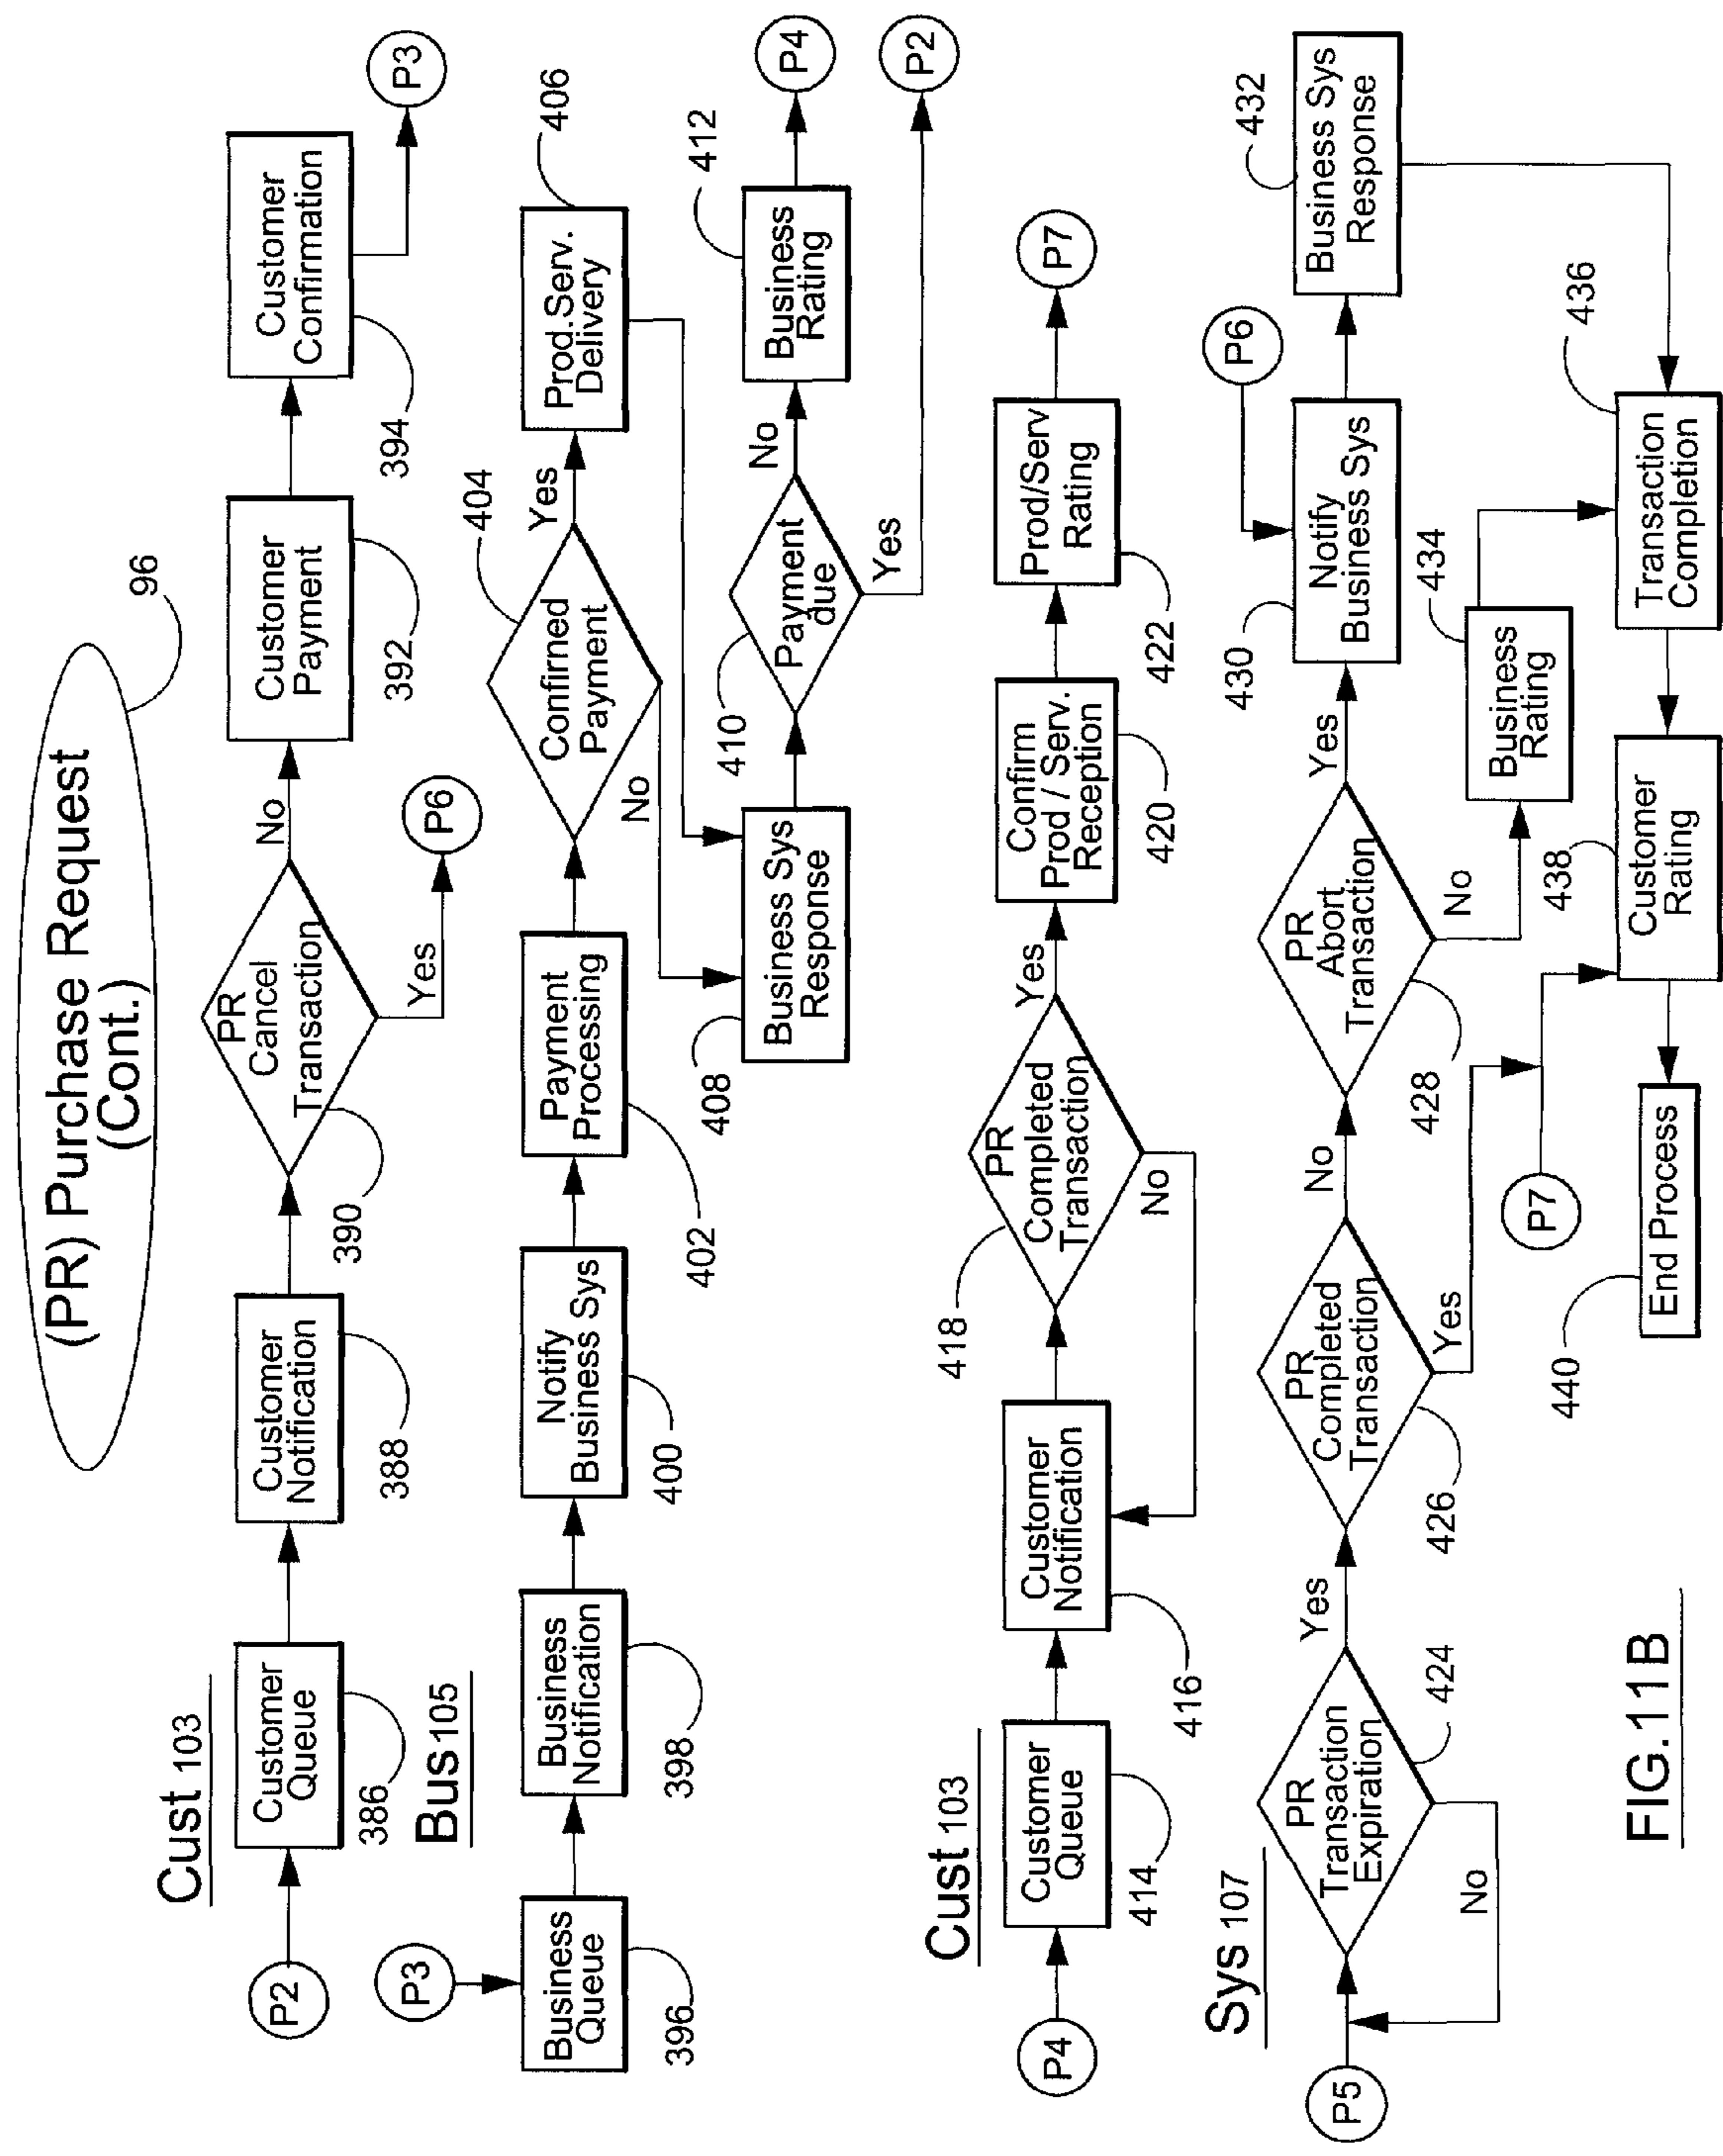 (PR) Purchase Request
(Cont.)
96
Cust 103
P2
Customer
Queue
386
Customer
Notification
388
PR
Cancel
Transaction
390
No
Yes
P6
Customer
Payment
392
Customer
Confirmation
394
P3
Bus 105
P3
Business
Queue
396
Business
Notification
398
Notify
Business Sys
400
Payment
Processing
402
Confirmed
Payment
404
Yes
No
Prod.Serv.
Delivery
406
Business Sys
Response
408
Payment
due
410
No
Yes
Business
Rating
412
P4
P2
Cust 103
P4
Customer
Queue
414
Customer
Notification
416
PR
Completed
Transaction
418
Yes
No
Confirm
Prod / Serv.
Reception
420
Prod/Serv
Rating
422
P7
Sys 107
P5
PR
Transaction
Expiration
424
Yes
No
PR
Completed
Transaction
426
No
Yes
P7
PR
Abort
Transaction
428
Yes
No
Notify
Business Sys
430
P6
Business Sys
Response
432
Business
Rating
434
Transaction
Completion
436
Customer
Rating
438
End Process
440
FIG.11B